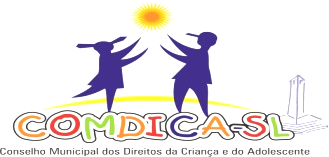 COMDICA-SL
Conselho Municipal dos Direitos da Criança e do Adolescente